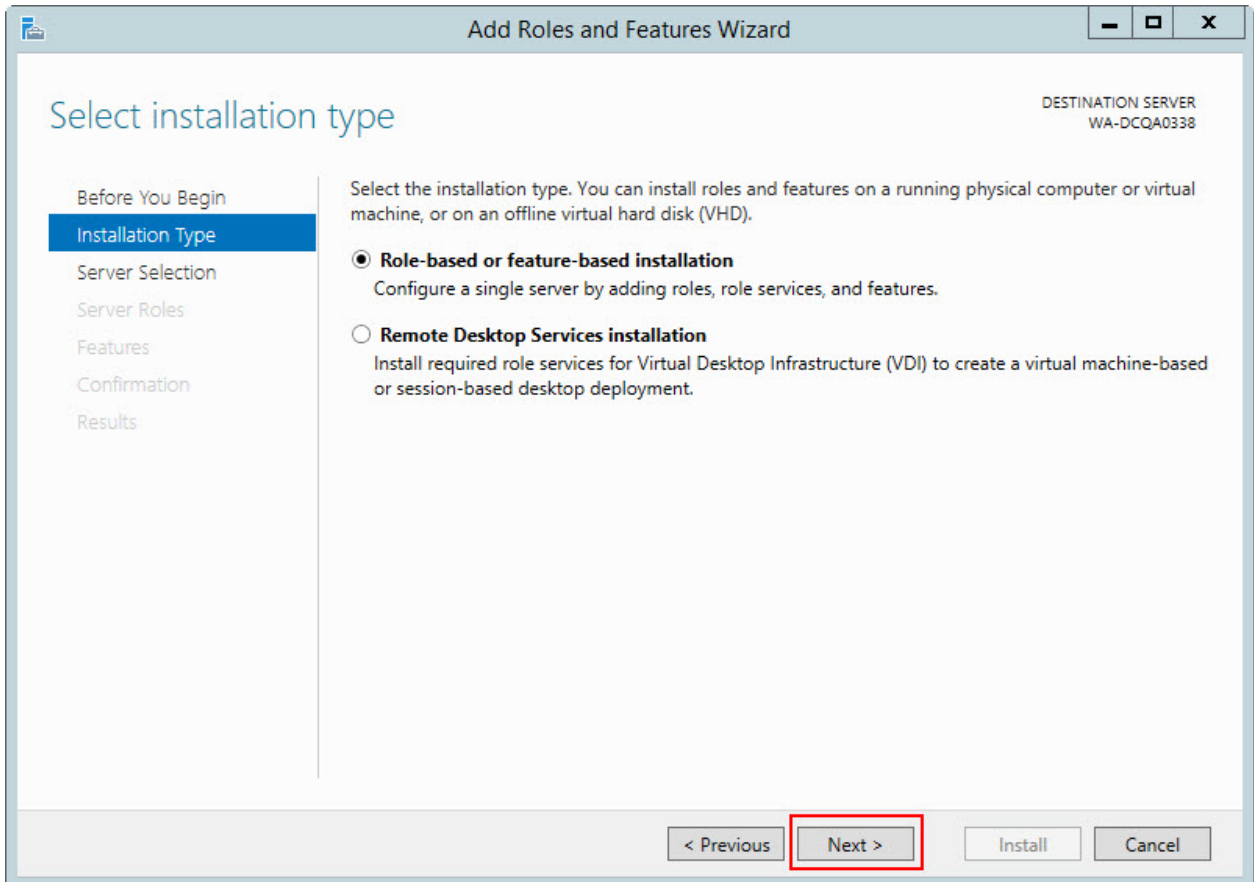 Add Roles and Features Wizard
Select installation type
DESTINATION SERVER
WA-DCQA0338
Before You Begin
Installation Type
Server Selection
Server Roles
Features
Confirmation
Results
Select the installation type. You can install roles and features on a running physical computer or virtual
machine, or on an offline virtual hard disk (VHD).
Role-based or feature-based installation
Configure a single server by adding roles, role services, and features.
Remote Desktop Services installation
Install required role services for Virtual Desktop Infrastructure (VDI) to create a virtual machine-based
or session-based desktop deployment.
< Previous
Next >
Install
Cancel